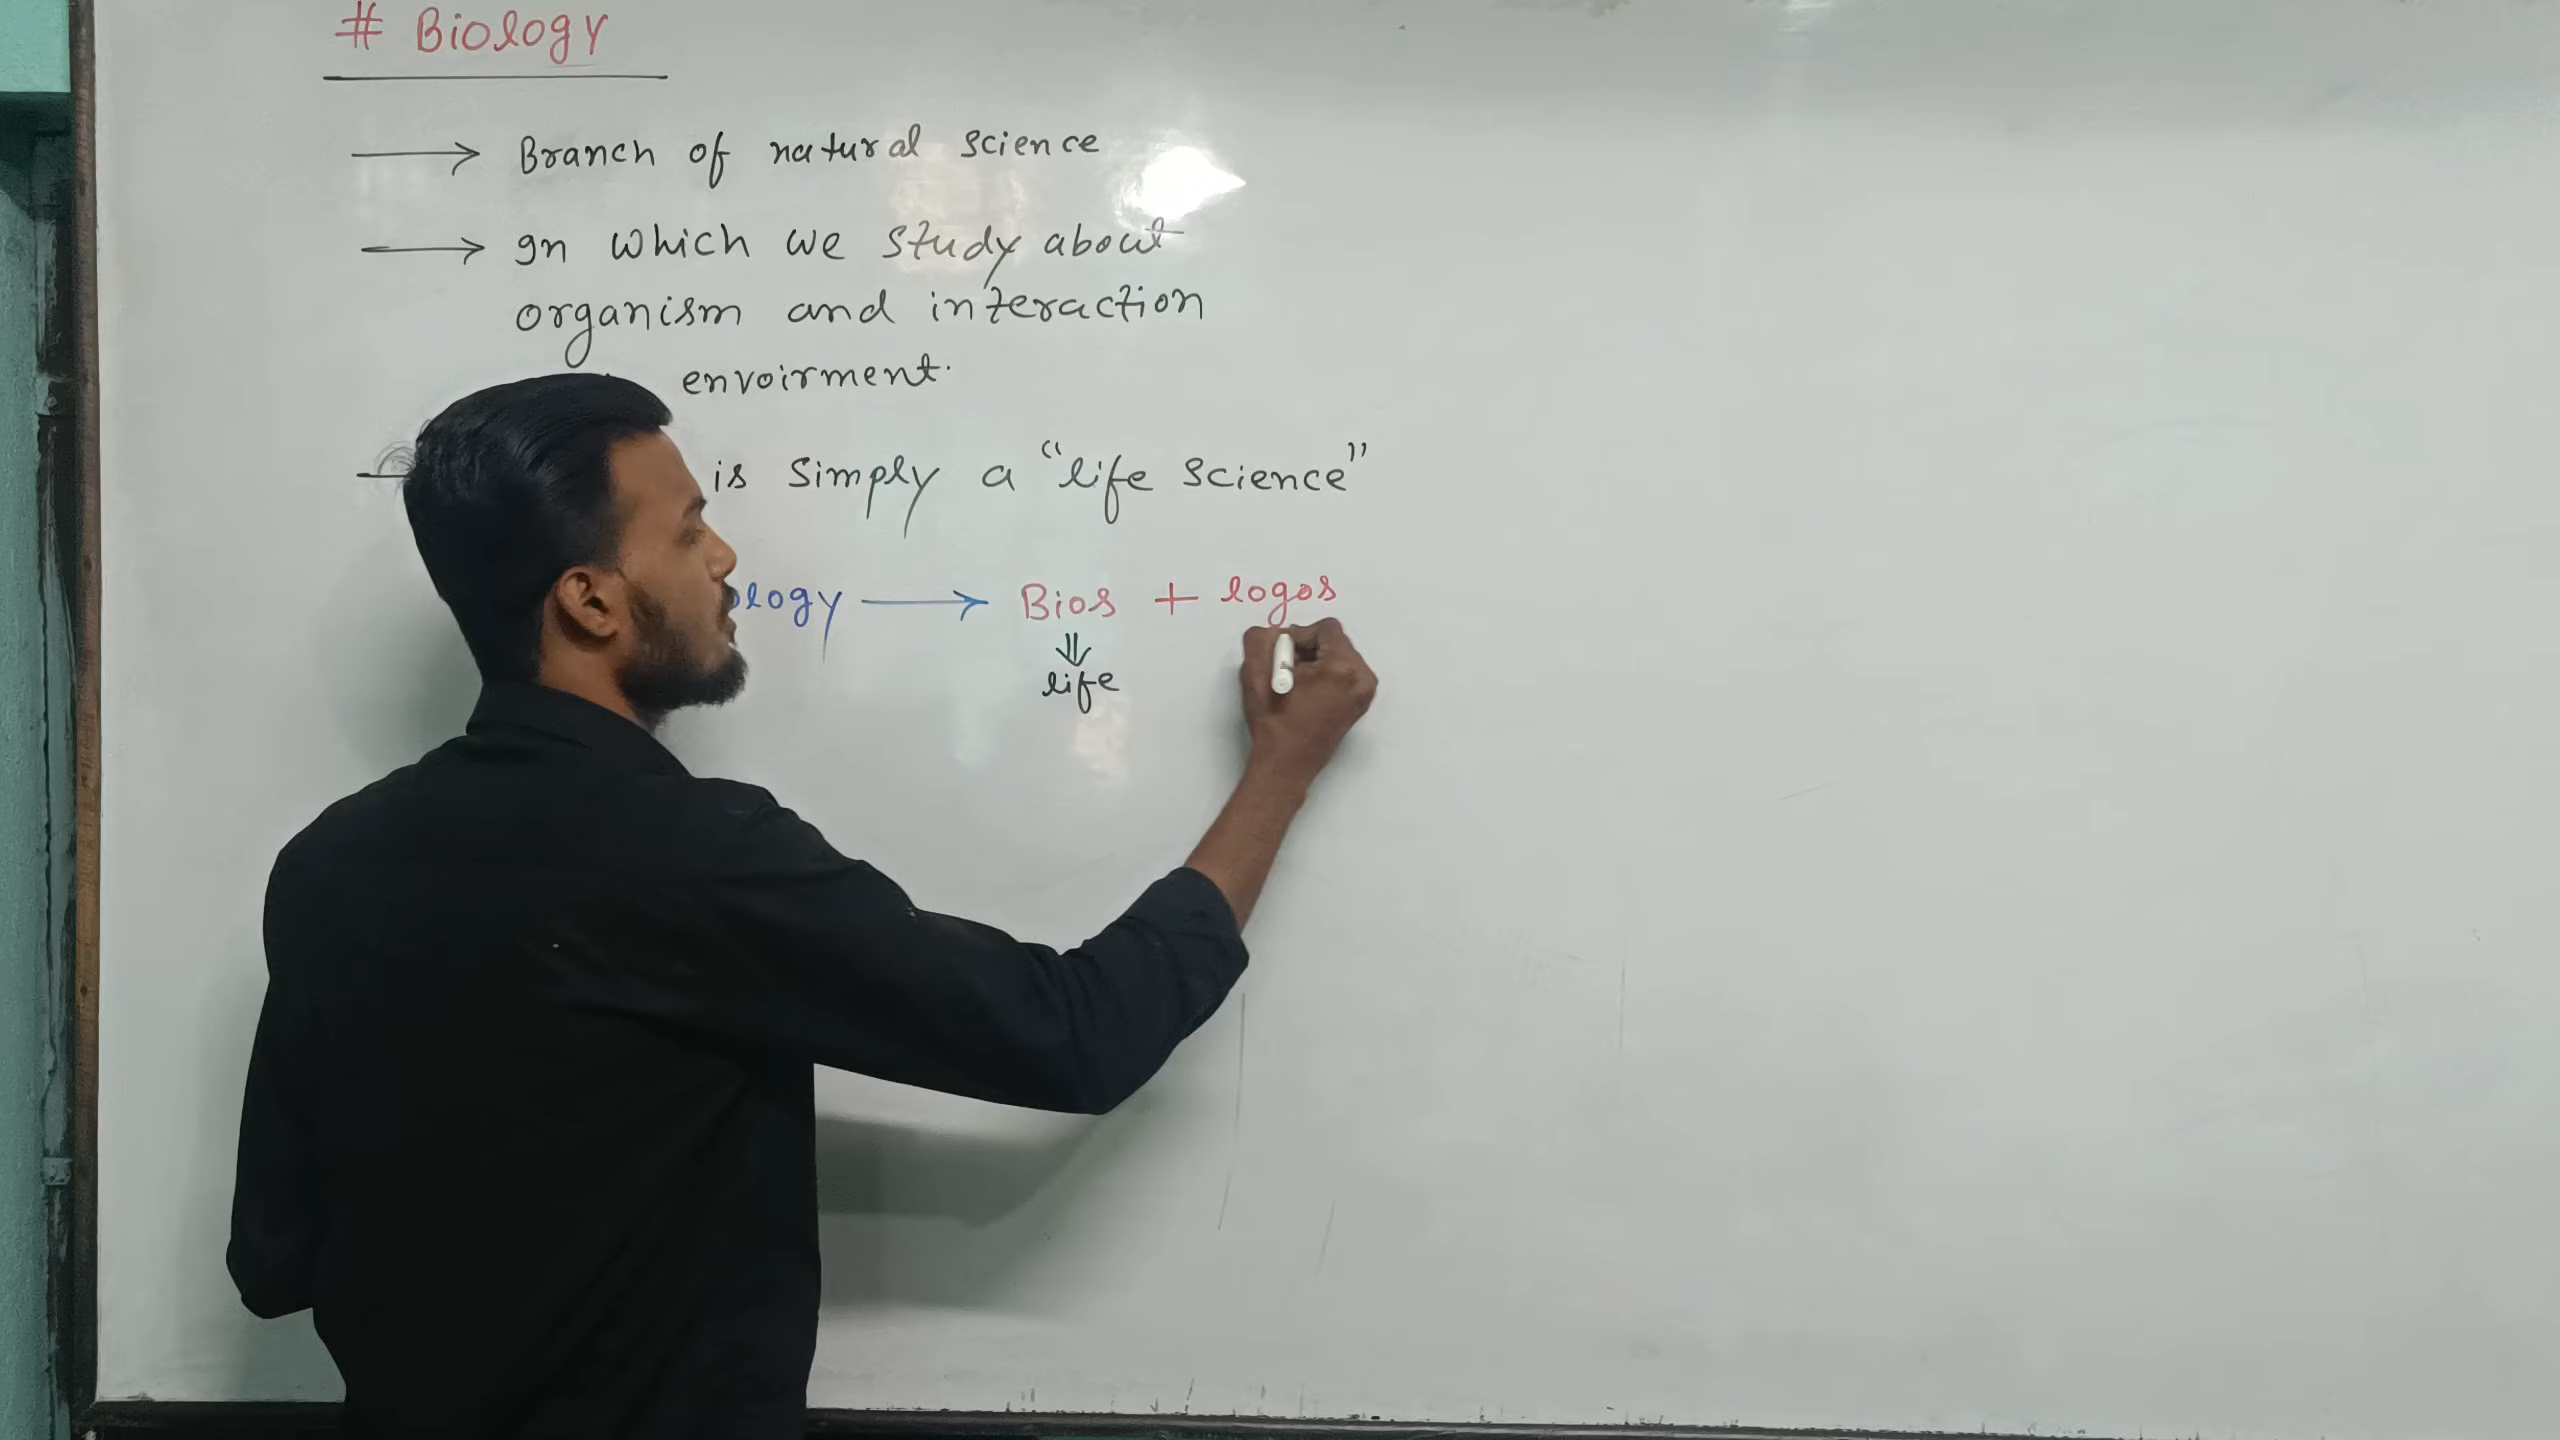 # Biology
→ Branch of natural science
→ In which we study about
organism and interaction
envoirment.
is simply a "life science"
ology → Bios + logos
⇓
life